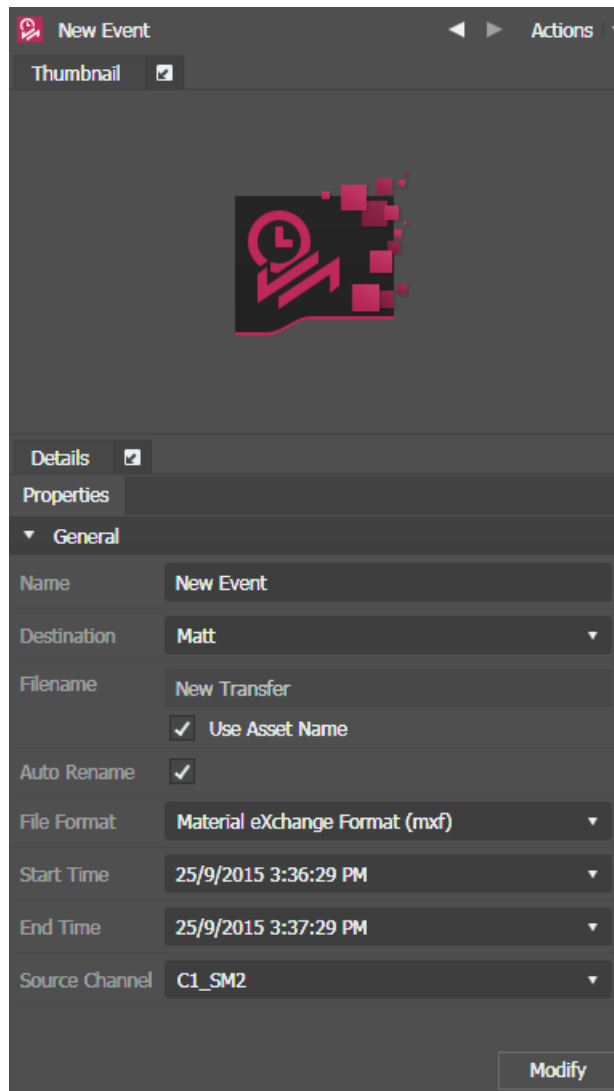 New Event
Actions
Thumbnail
Details
Properties
General
Name New Event
Destination Matt
Filename New Transfer
Use Asset Name
Auto Rename
File Format Material eXchange Format (mxf)
Start Time 25/9/2015 3:36:29 PM
End Time 25/9/2015 3:37:29 PM
Source Channel C1_SM2
Modify